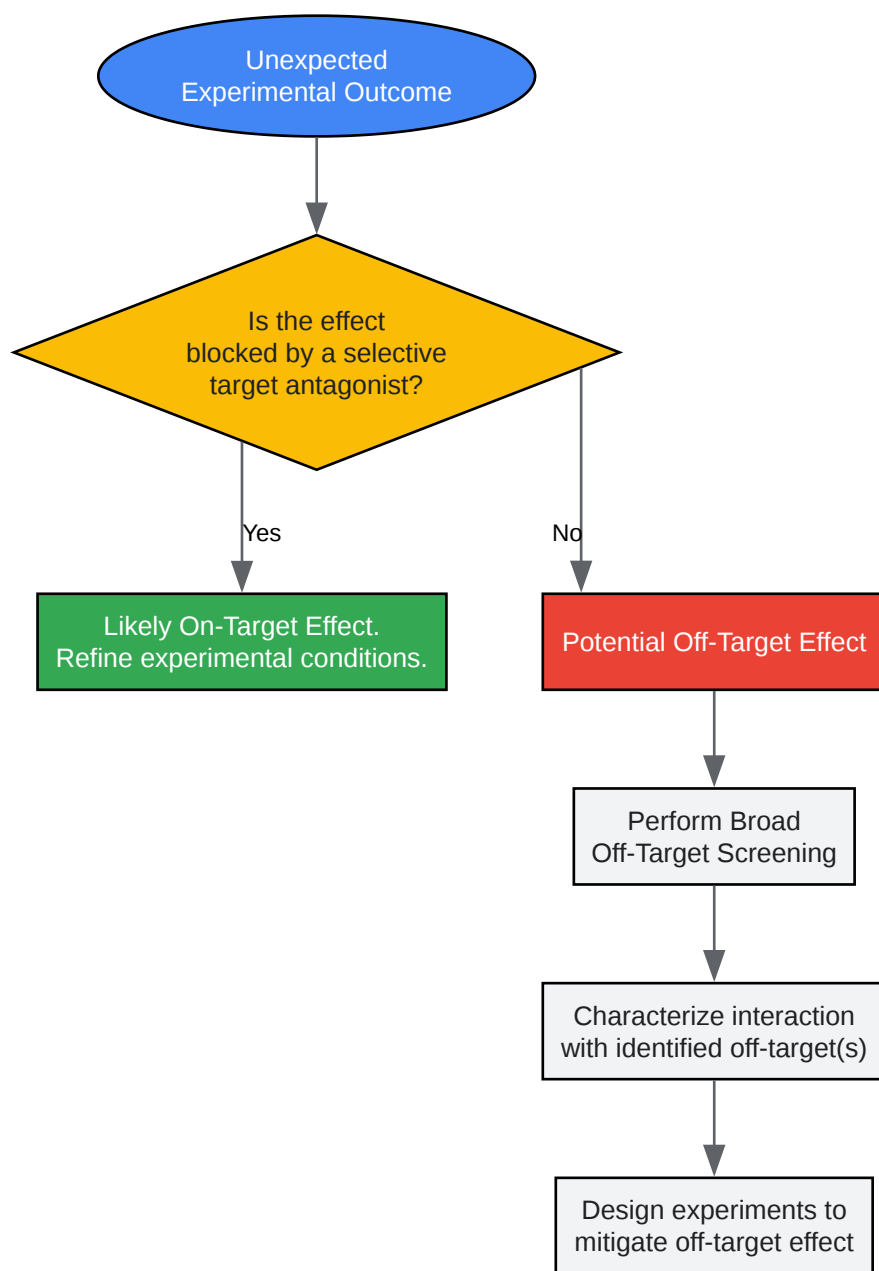 Unexpected
Experimental Outcome
Is the effect
blocked by a selective
target antagonist?
Yes
No
Likely On-Target Effect.
Refine experimental conditions.
Potential Off-Target Effect
Perform Broad
Off-Target Screening
Characterize interaction
with identified off-target(s)
Design experiments to
mitigate off-target effect